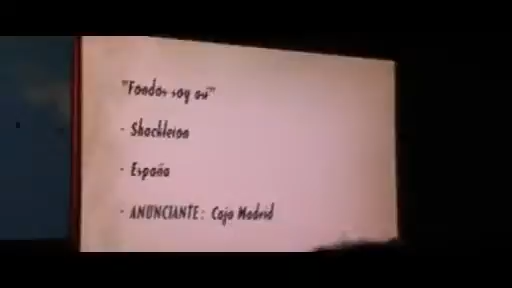 "Fondos soy así"
- Shackleton
- España
- ANUNCIANTE: Caja Madrid